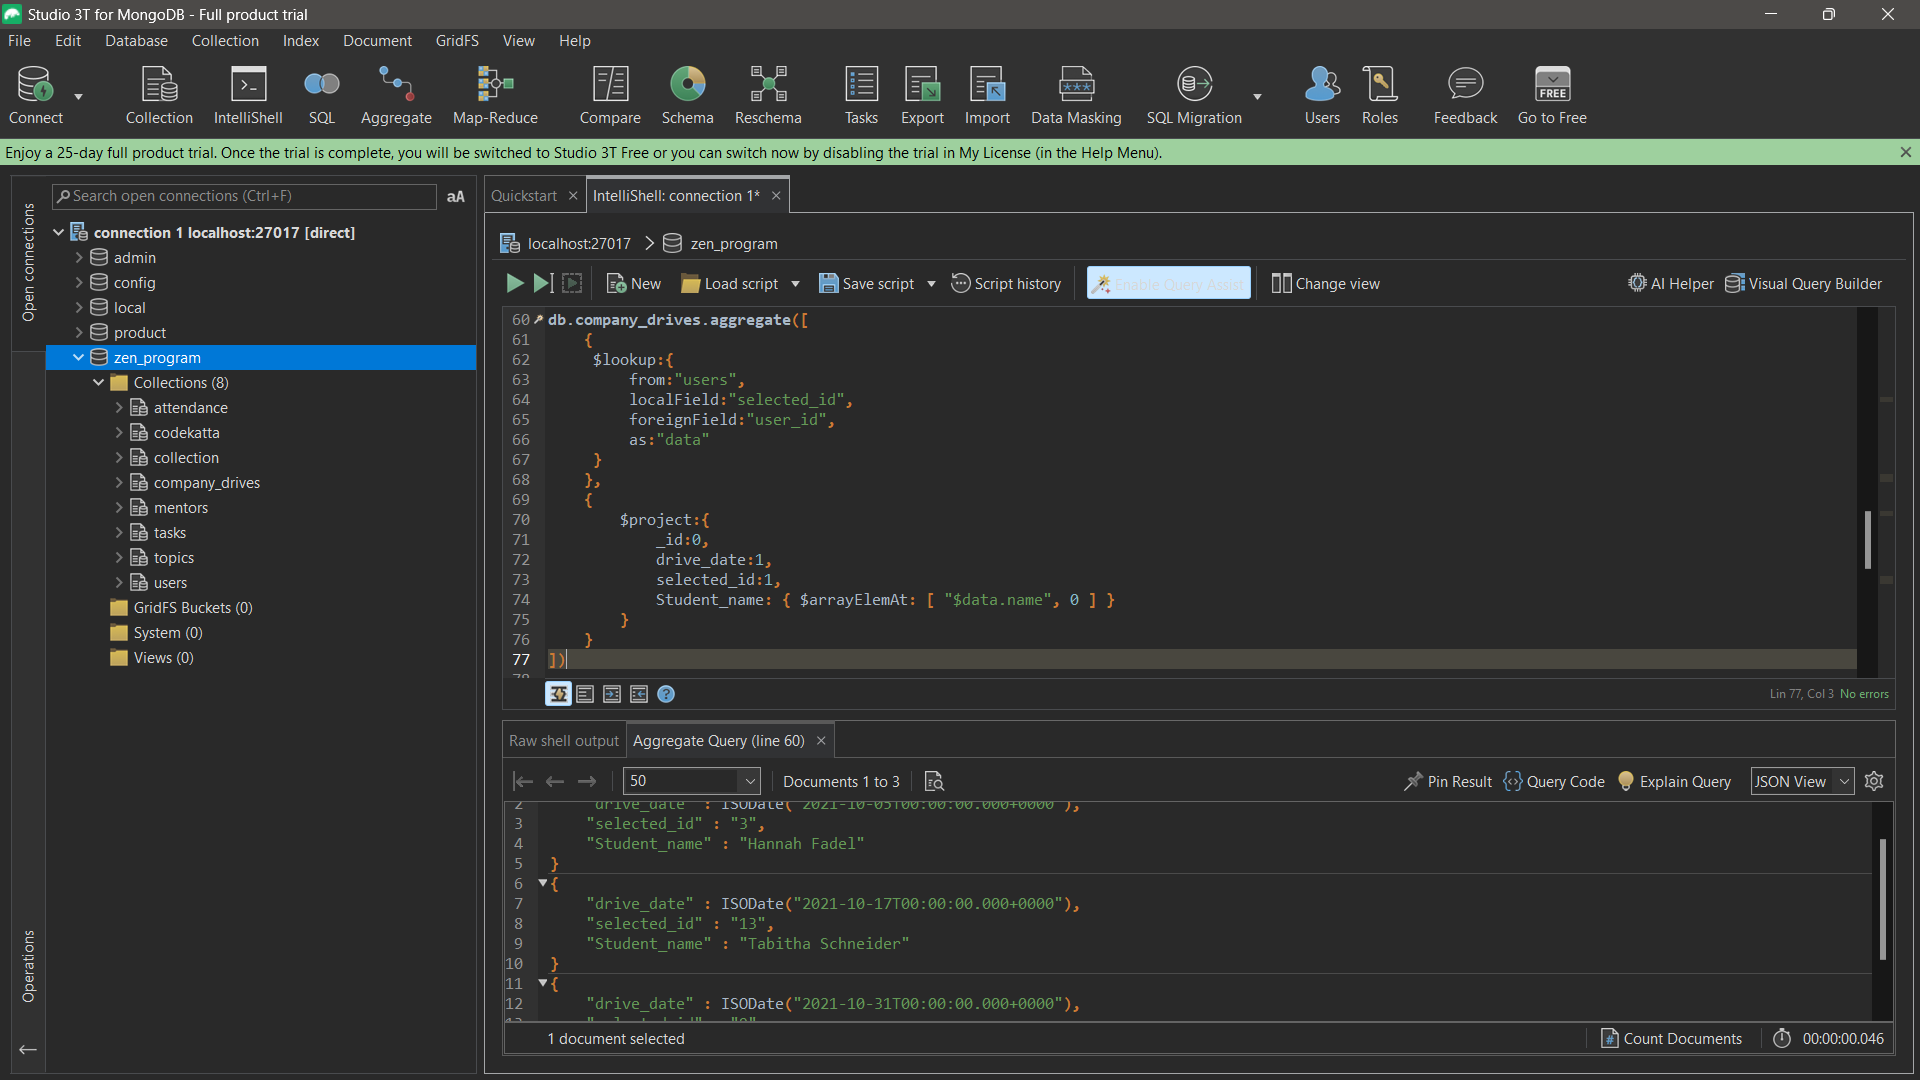 Studio 3T for MongoDB - Full product trial
File Edit Database Collection Index Document GridFS View Help
Connect Collection IntelliShell SQL Aggregate Map-Reduce Compare Schema Reschema Tasks Export Import Data Masking SQL Migration Users Roles Feedback FREE Go to Free
Enjoy a 25-day full product trial. Once the trial is complete, you will be switched to Studio 3T Free or you can switch now by disabling the trial in My License (in the Help Menu).
Open connections
Operations
Search open connections (Ctrl+F) aA
connection 1 localhost:27017 [direct]
admin
config
local
product
zen_program
Collections (8)
attendance
codekatta
collection
company_drives
mentors
tasks
topics
users
GridFS Buckets (0)
System (0)
Views (0)
Quickstart IntelliShell: connection 1*
localhost:27017 zen_program
New Load script Save script Script history Enable Query Assist Change view AI Helper Visual Query Builder
60 db.company_drives.aggregate([
61 {
62 $lookup:{
63 from:"users",
64 localField:"selected_id",
65 foreignField:"user_id",
66 as:"data"
67 }
68 },
69 {
70 $project:{
71 _id:0,
72 drive_date:1,
73 selected_id:1,
74 Student_name: { $arrayElemAt: [ "$data.name", 0 ] }
75 }
76 }
77 ])
78
Lin 77, Col 3 No errors
Raw shell output Aggregate Query (line 60)
50 Documents 1 to 3 Pin Result Query Code Explain Query JSON View
2 "drive_date" : ISODate("2021-10-05T00:00:00.000+0000"),
3 "selected_id" : "3",
4 "Student_name" : "Hannah Fadel"
5 }
6 {
7 "drive_date" : ISODate("2021-10-17T00:00:00.000+0000"),
8 "selected_id" : "13",
9 "Student_name" : "Tabitha Schneider"
10 }
11 {
12 "drive_date" : ISODate("2021-10-31T00:00:00.000+0000"),
1 document selected Count Documents 00:00:00.046